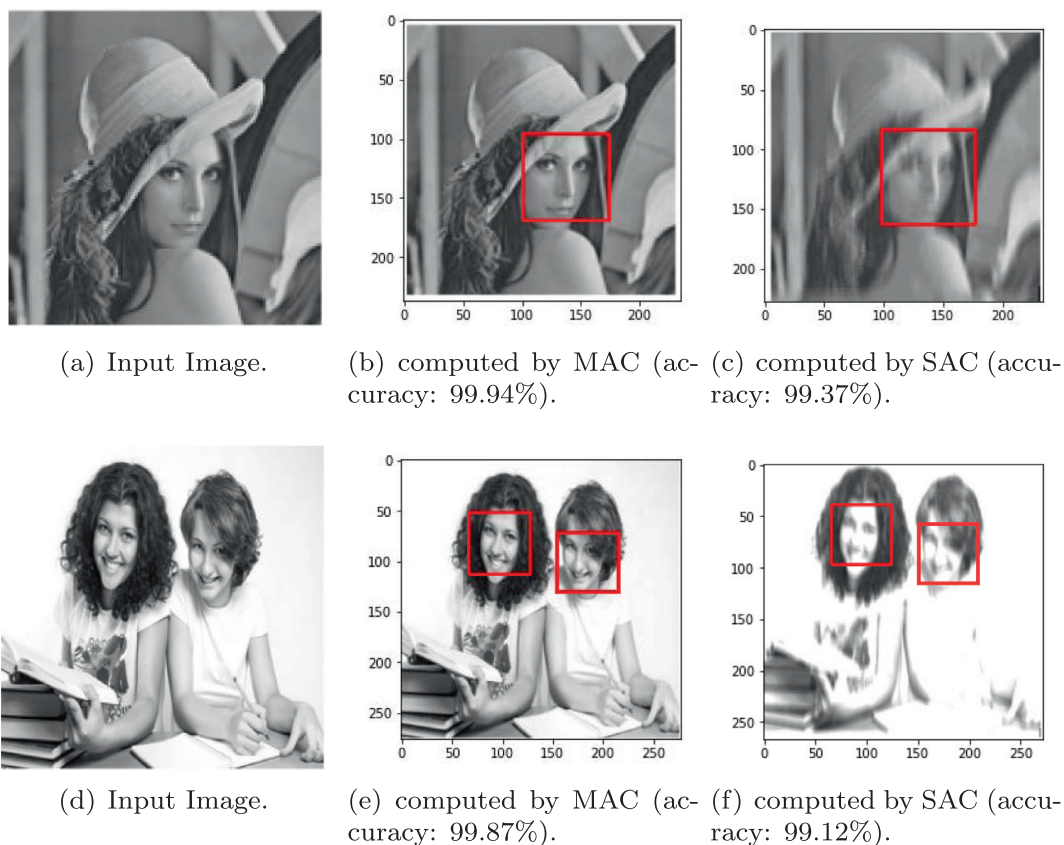 0
50
100
150
200
0 50 100 150 200
0
50
100
150
200
0 50 100 150 200
(a) Input Image.
(b) computed by MAC (ac-
curacy: 99.94%).
(c) computed by SAC (accu-
racy: 99.37%).
0
50
100
150
200
250
0 50 100 150 200 250
0
50
100
150
200
250
0 50 100 150 200 250
(d) Input Image.
(e) computed by MAC (ac-
curacy: 99.87%).
(f) computed by SAC (accu-
racy: 99.12%).